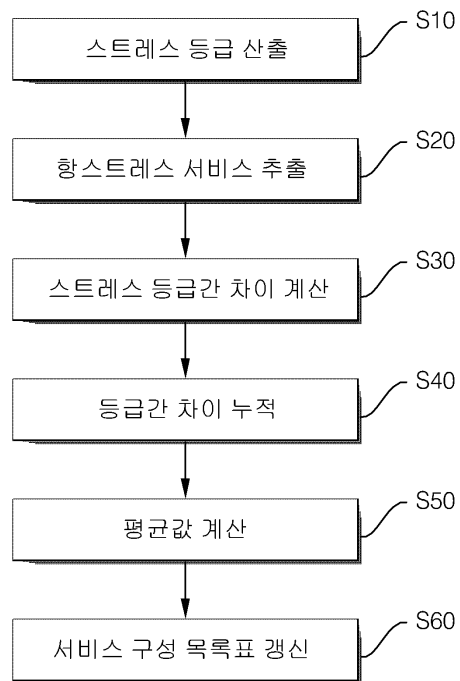 S10
스트레스 등급 산출
S20
항스트레스 서비스 추출
S30
스트레스 등급간 차이 계산
S40
등급간 차이 누적
S50
평균값 계산
S60
서비스 구성 목록표 갱신